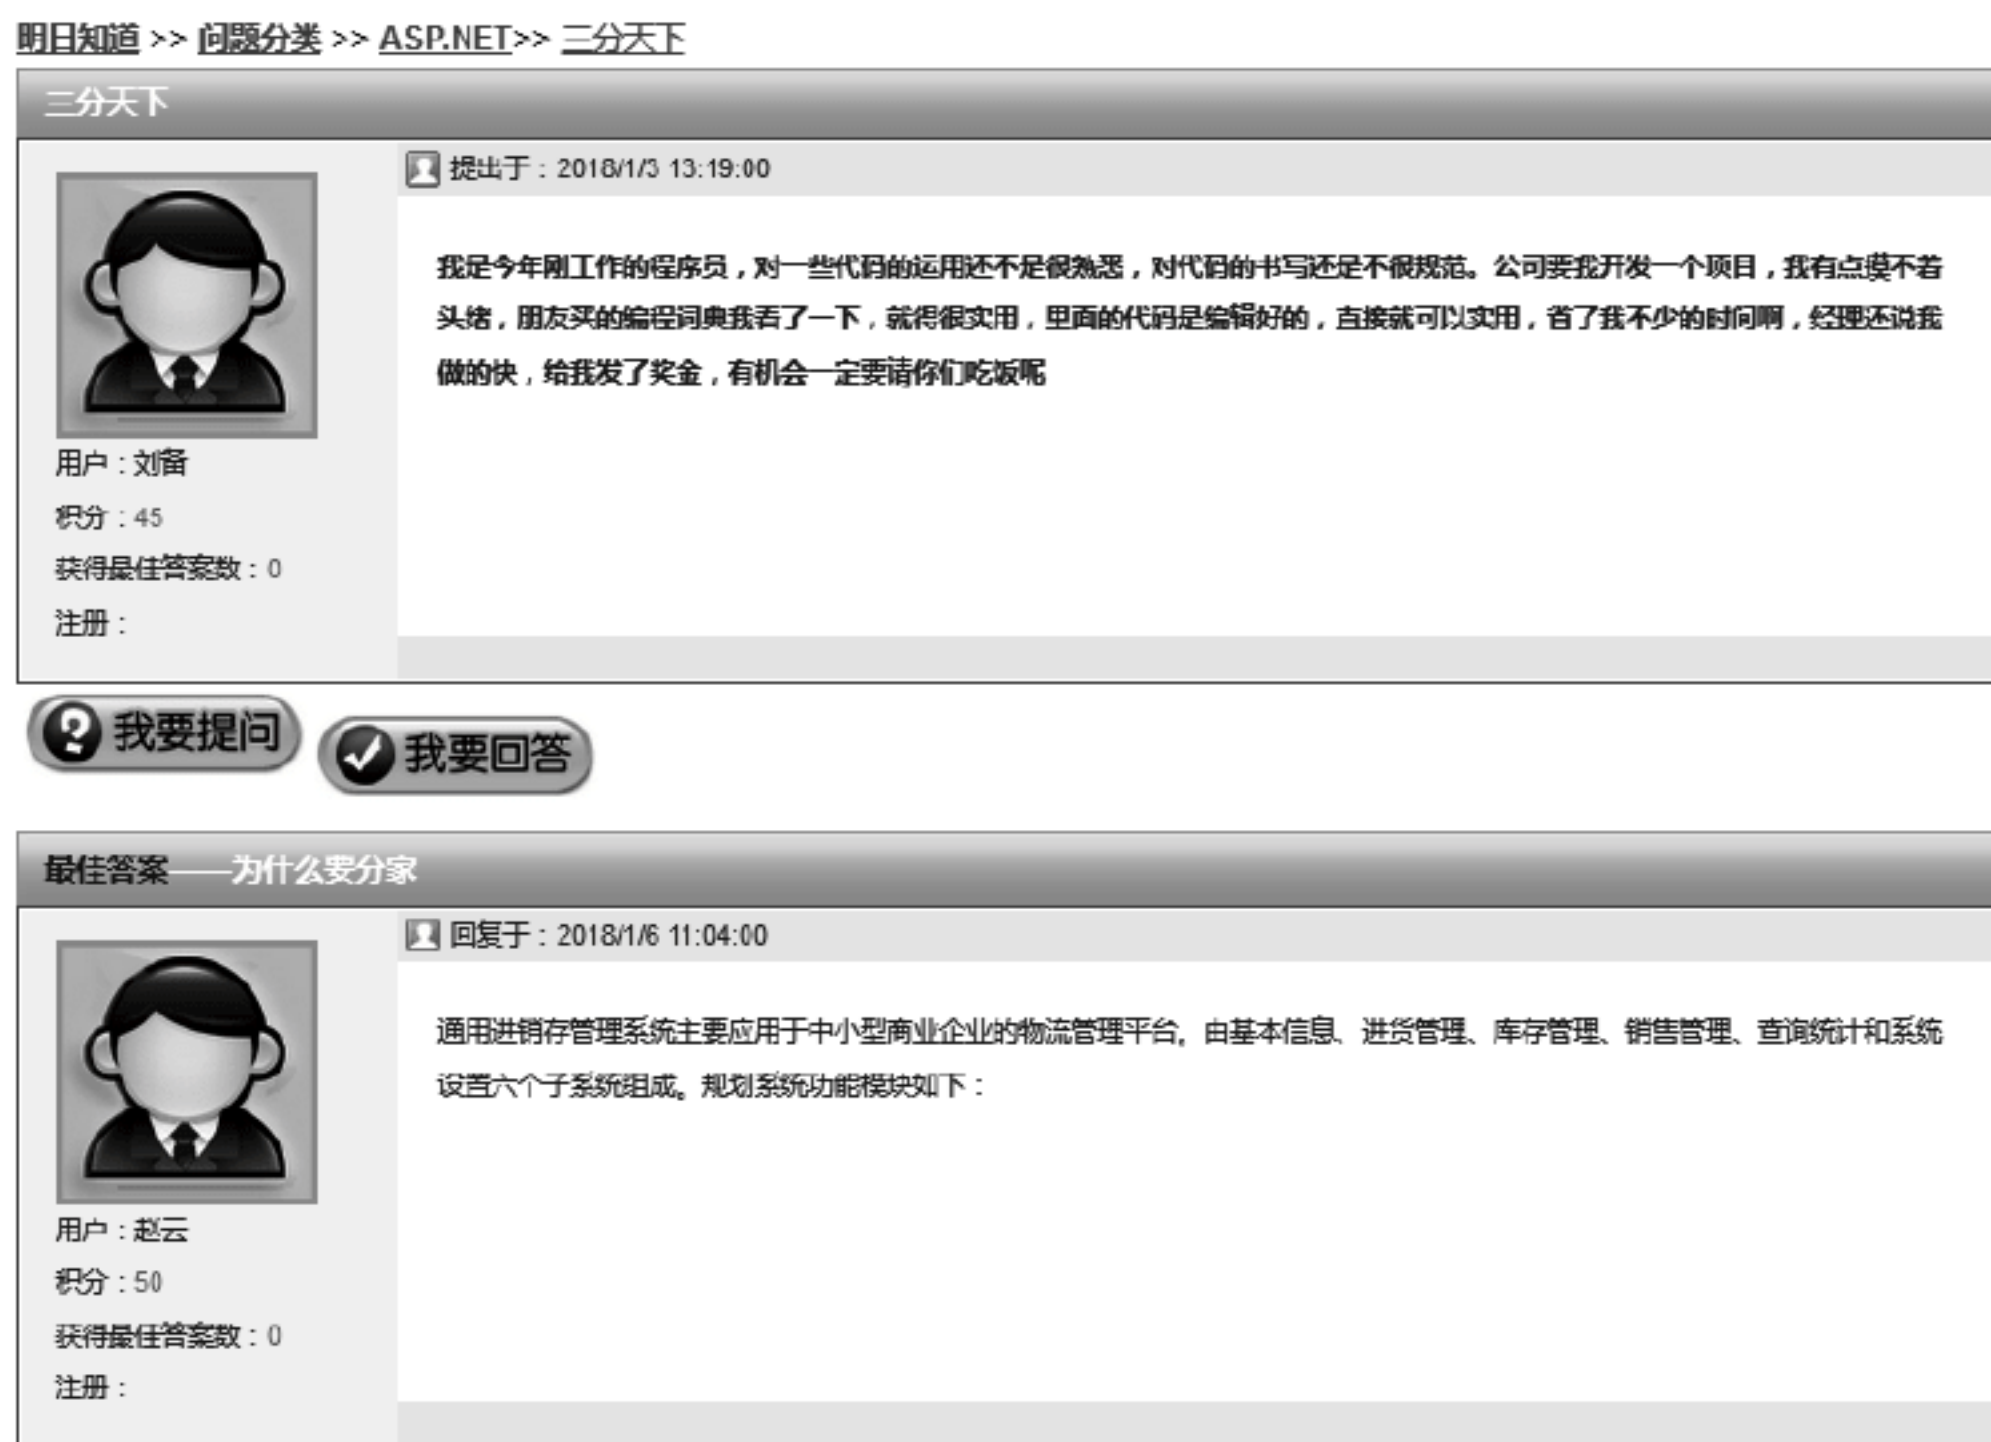 明日知道 >> 问题分类 >> ASP.NET>> 三分天下
三分天下
提出于：2018/1/3 13:19:00
我是今年刚工作的程序员，对一些代码的运用还不是很熟悉，对代码的书写还是不很规范。公司要我开发一个项目，我有点摸不着
头绪，朋友买的编程词典我看了一下，就得很实用，里面的代码是编辑好的，直接就可以实用，省了我不少的时间啊，经理还说我
做的快，给我发了奖金，有机会一定要请你们吃饭呢
用户：刘备
积分：45
获得最佳答案数：0
注册：
我要提问
我要回答
最佳答案——为什么要分家
回复于：2018/1/6 11:04:00
通用进销存管理系统主要应用于中小型商业企业的物流管理平台，由基本信息、进货管理、库存管理、销售管理、查询统计和系统
设置六个子系统组成。规划系统功能模块如下：
用户：赵云
积分：50
获得最佳答案数：0
注册：